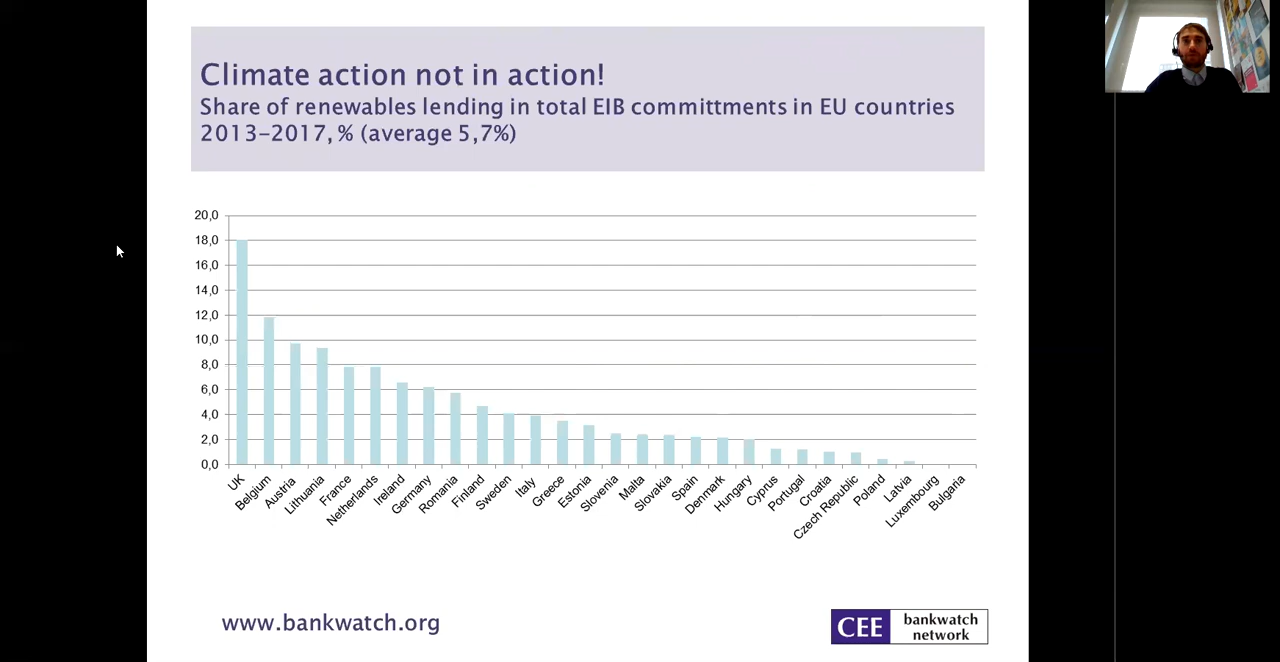 Climate action not in action!
Share of renewables lending in total EIB committments in EU countries
2013-2017, % (average 5,7%)
20,0
18,0
16,0
14,0
12,0
10,0
8,0
6,0
4,0
2,0
0,0
UK
Belgium
Austria
Lithuania
France
Netherlands
Ireland
Germany
Romania
Finland
Sweden
Italy
Greece
Estonia
Slovenia
Malta
Slovakia
Spain
Denmark
Hungary
Cyprus
Portugal
Croatia
Czech Republic
Poland
Latvia
Luxembourg
Bulgaria
www.bankwatch.org
CEE
bankwatch
network